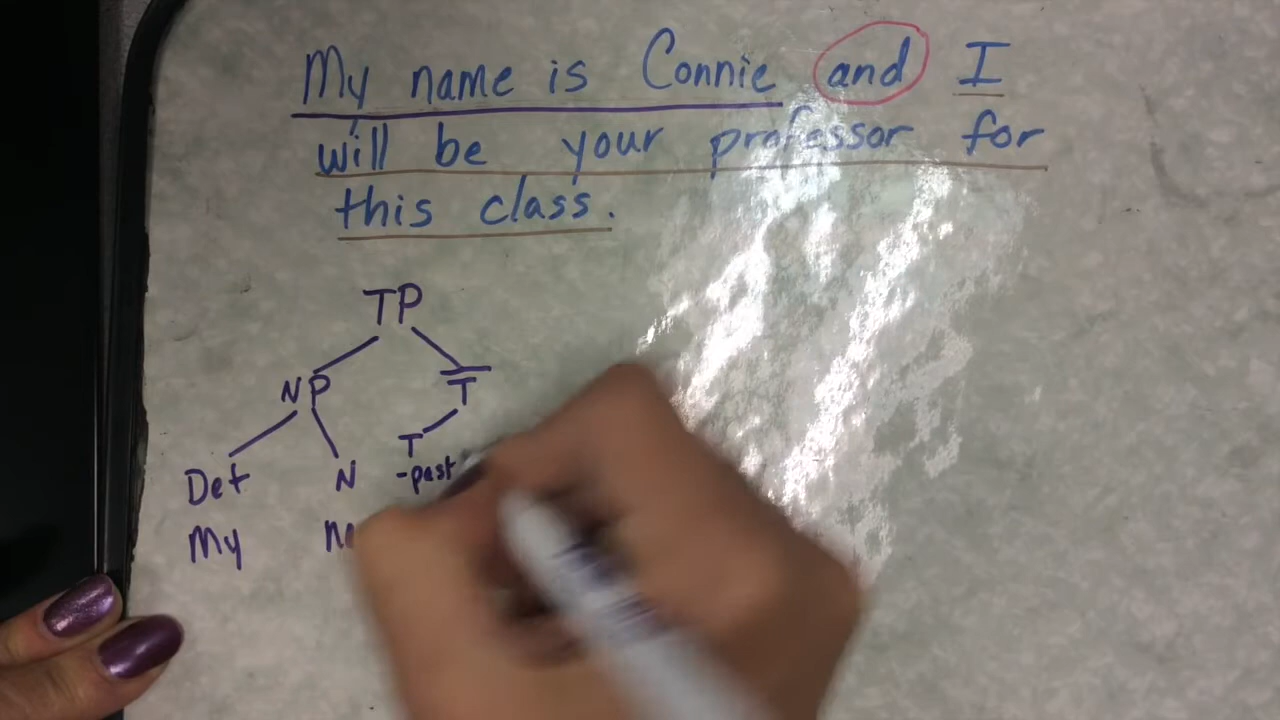 My name is Connie and I
will be your professor for
this class.
TP
NP T
Det N T
-past
My